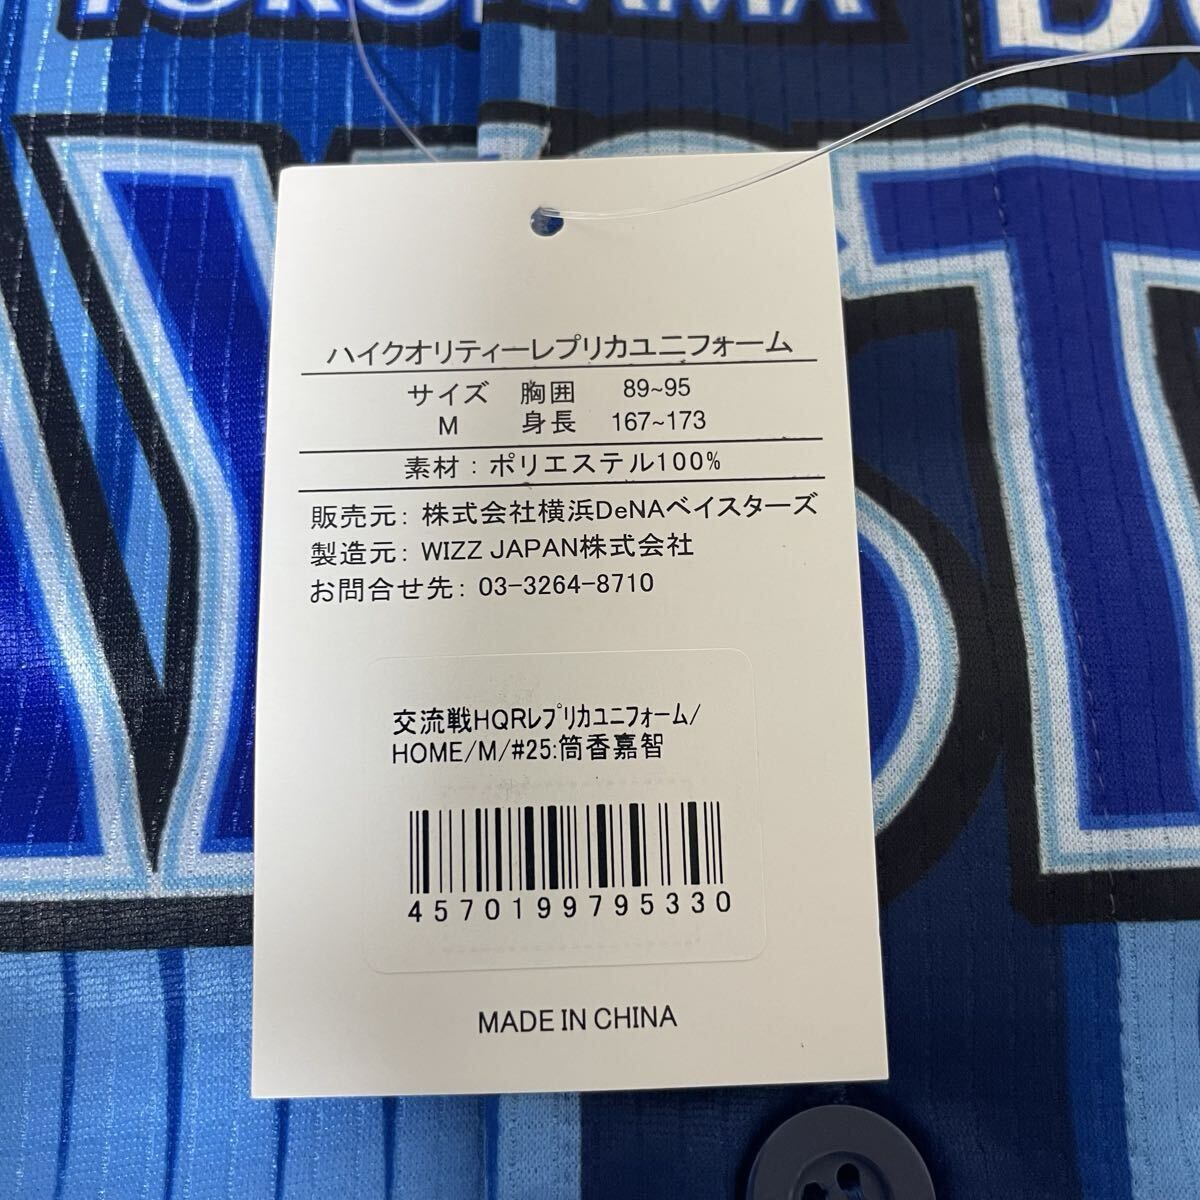 YOKOHAMA
ハイクオリティーレプリカユニフォーム
サイズ 胸囲 89~95
M 身長 167~173
素材：ポリエステル100%
販売元: 株式会社横浜DeNAベイスターズ
製造元: WIZZ JAPAN株式会社
お問合せ先: 03-3264-8710
交流戦HQRﾚﾌﾟﾘｶﾕﾆﾌｫｰﾑ/
HOME/M/#25:筒香嘉智
4570199795330
MADE IN CHINA